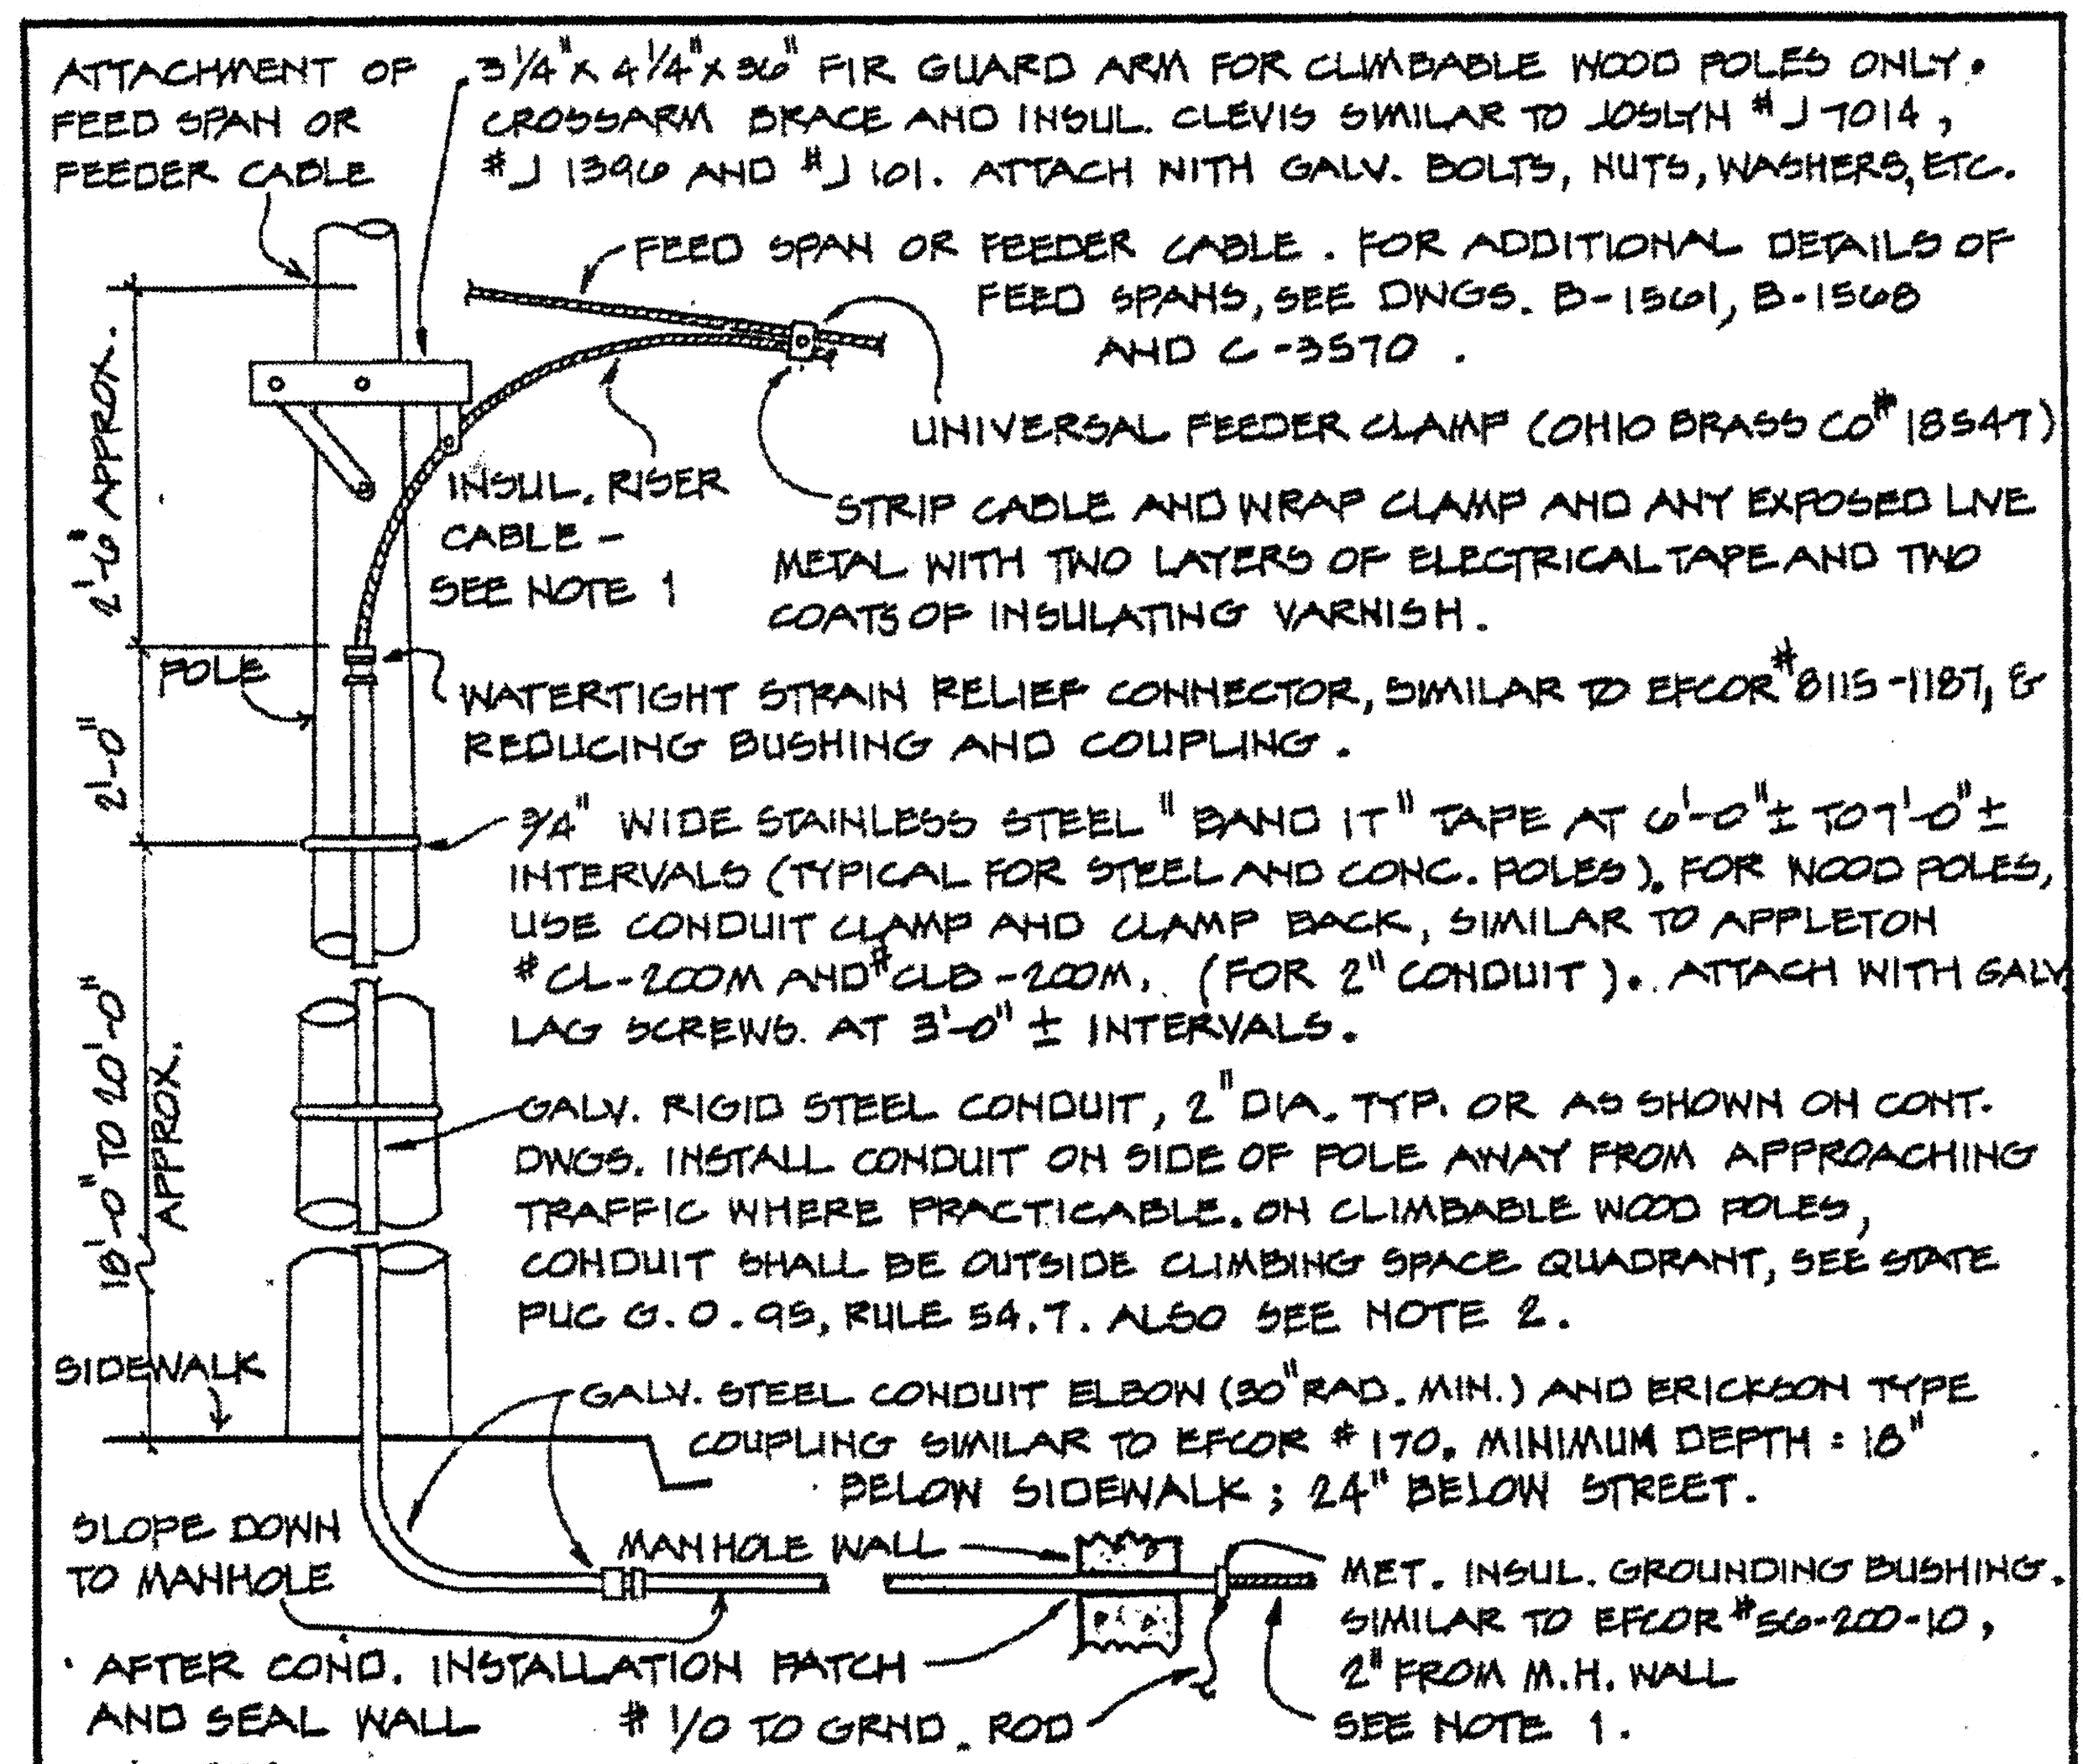 ATTACHMENT OF
FEED SPAN OR
FEEDER CABLE
3 1/4" X 4 1/4" X 36" FIR GUARD ARM FOR CLIMBABLE WOOD POLES ONLY.
CROSSARM BRACE AND INSUL. CLEVIS SIMILAR TO JOSLYN #J 7014,
#J 1396 AND #J 101. ATTACH WITH GALV. BOLTS, NUTS, WASHERS, ETC.
FEED SPAN OR FEEDER CABLE. FOR ADDITIONAL DETAILS OF
FEED SPANS, SEE DWGS. B-1561, B-1568
AND C-3570.
UNIVERSAL FEEDER CLAMP (OHIO BRASS CO # 18547)
2'-6" APPROX.
INSUL. RISER
CABLE -
SEE NOTE 1
STRIP CABLE AND WRAP CLAMP AND ANY EXPOSED LIVE
METAL WITH TWO LAYERS OF ELECTRICAL TAPE AND TWO
COATS OF INSULATING VARNISH.
POLE
WATERTIGHT STRAIN RELIEF CONNECTOR, SIMILAR TO EFCOR #8115-1187, &
REDUCING BUSHING AND COUPLING.
2'-0"
3/4" WIDE STAINLESS STEEL "BAND IT" TAPE AT 6'-0"± TO 7'-0"±
INTERVALS (TYPICAL FOR STEEL AND CONC. POLES). FOR WOOD POLES,
USE CONDUIT CLAMP AND CLAMP BACK, SIMILAR TO APPLETON
#CL-200M AND #CLB-200M. (FOR 2" CONDUIT). ATTACH WITH GALV.
LAG SCREWS. AT 3'-0" ± INTERVALS.
18'-0" TO 20'-0"
APPROX.
GALV. RIGID STEEL CONDUIT, 2" DIA. TYP. OR AS SHOWN ON CONT.
DWGS. INSTALL CONDUIT ON SIDE OF POLE AWAY FROM APPROACHING
TRAFFIC WHERE PRACTICABLE. ON CLIMBABLE WOOD POLES,
CONDUIT SHALL BE OUTSIDE CLIMBING SPACE QUADRANT, SEE STATE
PUC G.O. 95, RULE 54.7. ALSO SEE NOTE 2.
SIDEWALK
GALV. STEEL CONDUIT ELBOW (30" RAD. MIN.) AND ERICKSON TYPE
COUPLING SIMILAR TO EFCOR #170. MINIMUM DEPTH = 18"
BELOW SIDEWALK; 24" BELOW STREET.
SLOPE DOWN
TO MANHOLE
MANHOLE WALL
MET. INSUL. GROUNDING BUSHING.
SIMILAR TO EFCOR #56-200-10,
2" FROM M.H. WALL
SEE NOTE 1.
AFTER COND. INSTALLATION PATCH
AND SEAL WALL
# 1/0 TO GRND. ROD